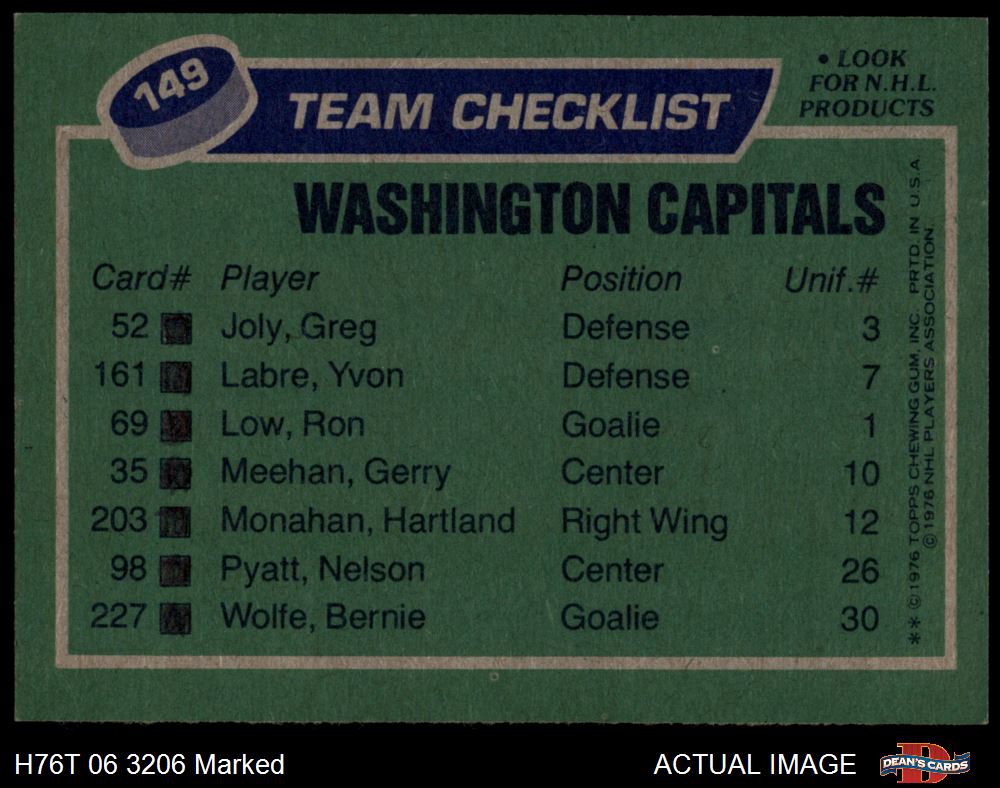 149
TEAM CHECKLIST
• LOOK
FOR N.H.L.
PRODUCTS
WASHINGTON CAPITALS
Card# Player Position Unif.#
52 Joly, Greg Defense 3
161 Labre, Yvon Defense 7
69 Low, Ron Goalie 1
35 Meehan, Gerry Center 10
203 Monahan, Hartland Right Wing 12
98 Pyatt, Nelson Center 26
227 Wolfe, Bernie Goalie 30
** ©1976 TOPPS CHEWING GUM, INC. PRTD. IN U.S.A.
©1976 NHL PLAYERS ASSOCIATION.
H76T 06 3206 Marked
ACTUAL IMAGE
DEAN'S CARDS